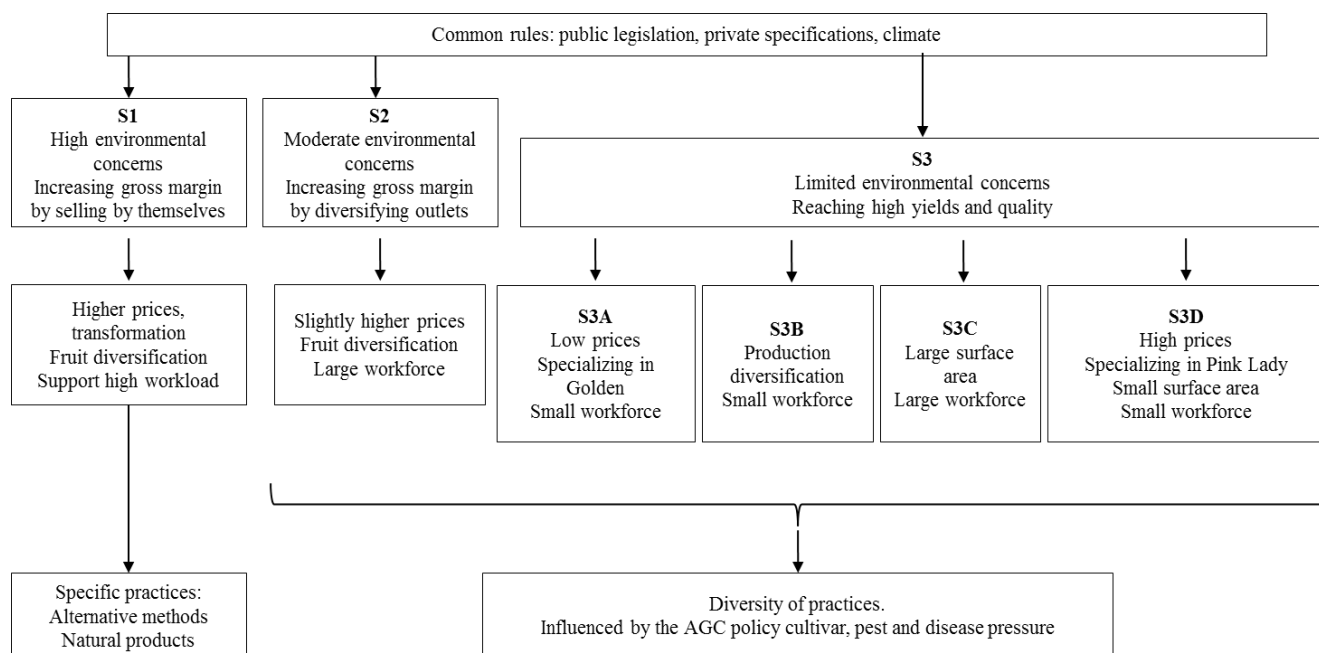 Common rules: public legislation, private specifications, climate
S1
High environmental
concerns
Increasing gross margin
by selling by themselves
S2
Moderate environmental
concerns
Increasing gross margin
by diversifying outlets
S3
Limited environmental concerns
Reaching high yields and quality
Higher prices,
transformation
Fruit diversification
Support high workload
Slightly higher prices
Fruit diversification
Large workforce
S3A
Low prices
Specializing in
Golden
Small workforce
S3B
Production
diversification
Small workforce
S3C
Large surface
area
Large workforce
S3D
High prices
Specializing in Pink Lady
Small surface area
Small workforce
Specific practices:
Alternative methods
Natural products
Diversity of practices.
Influenced by the AGC policy cultivar, pest and disease pressure